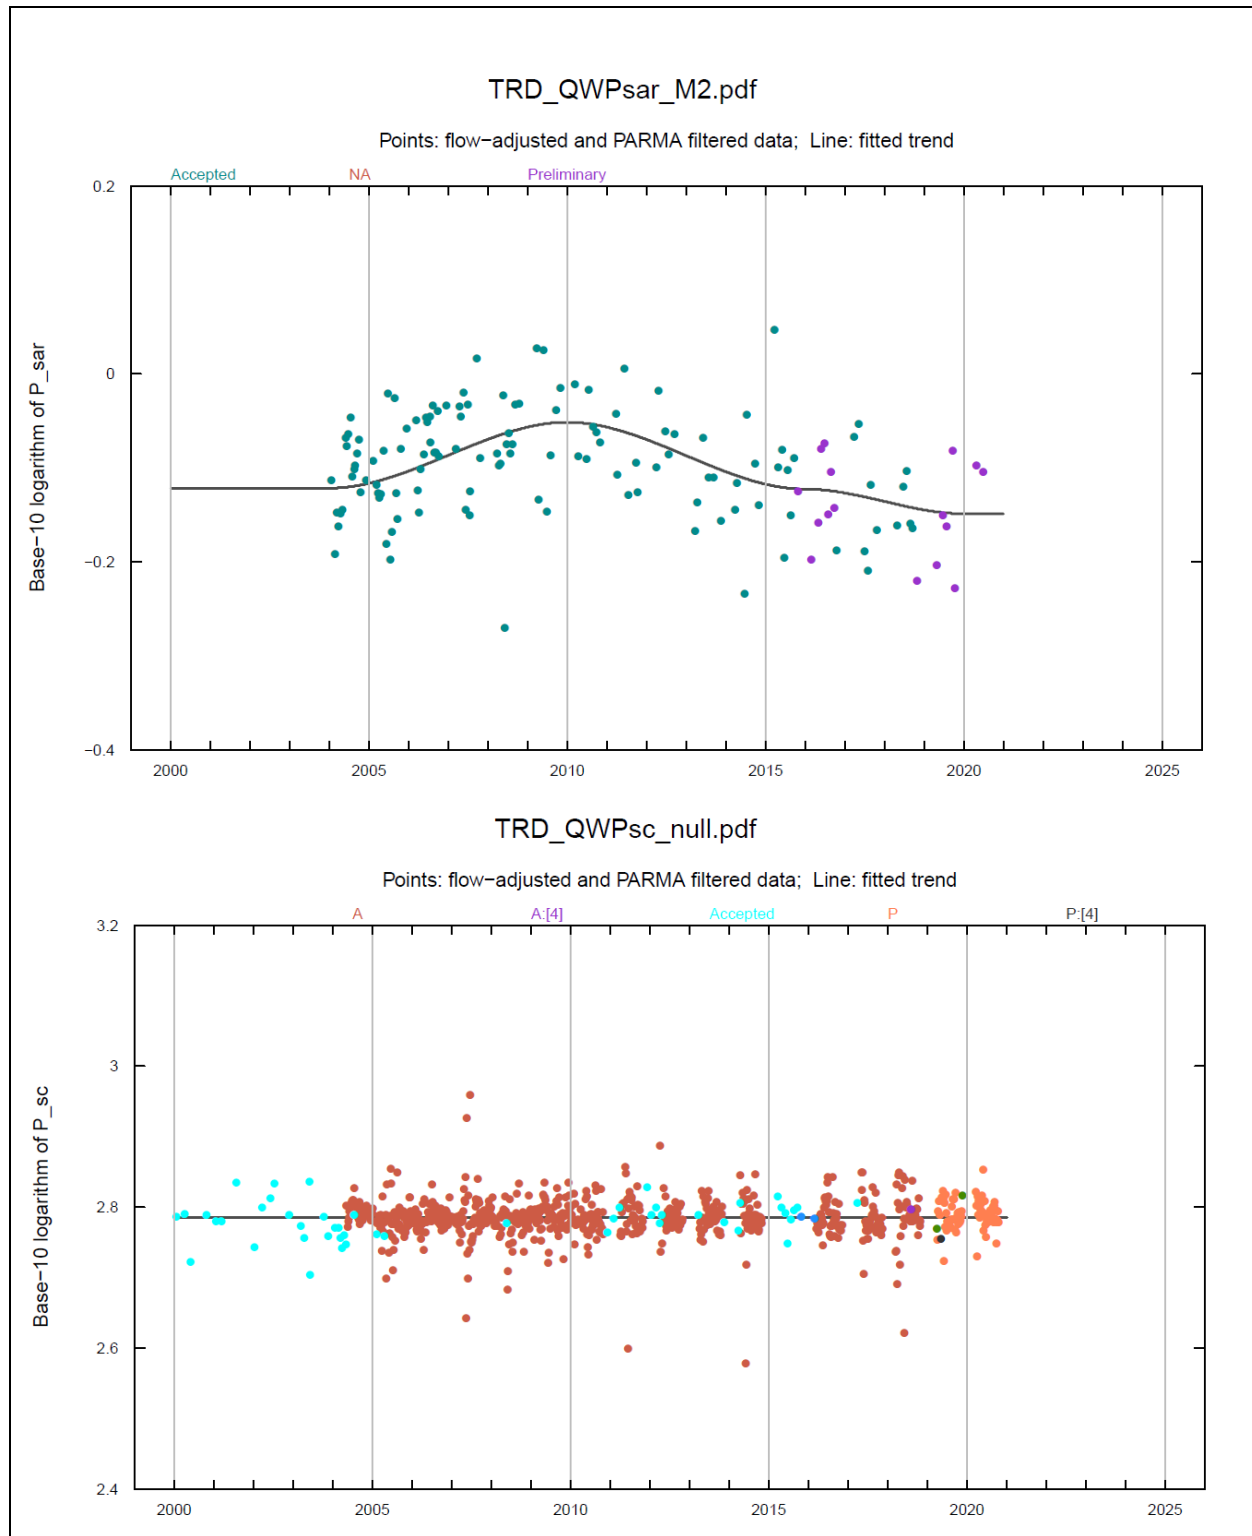 TRD_QWPsar_M2.pdf
Points: flow−adjusted and PARMA filtered data; Line: fitted trend
Accepted NA Preliminary
0.2
0
−0.2
−0.4
Base−10 logarithm of P_sar
2000 2005 2010 2015 2020 2025
TRD_QWPsc_null.pdf
Points: flow−adjusted and PARMA filtered data; Line: fitted trend
A A:[4] Accepted P P:[4]
3.2
3
2.8
2.6
2.4
Base−10 logarithm of P_sc
2000 2005 2010 2015 2020 2025